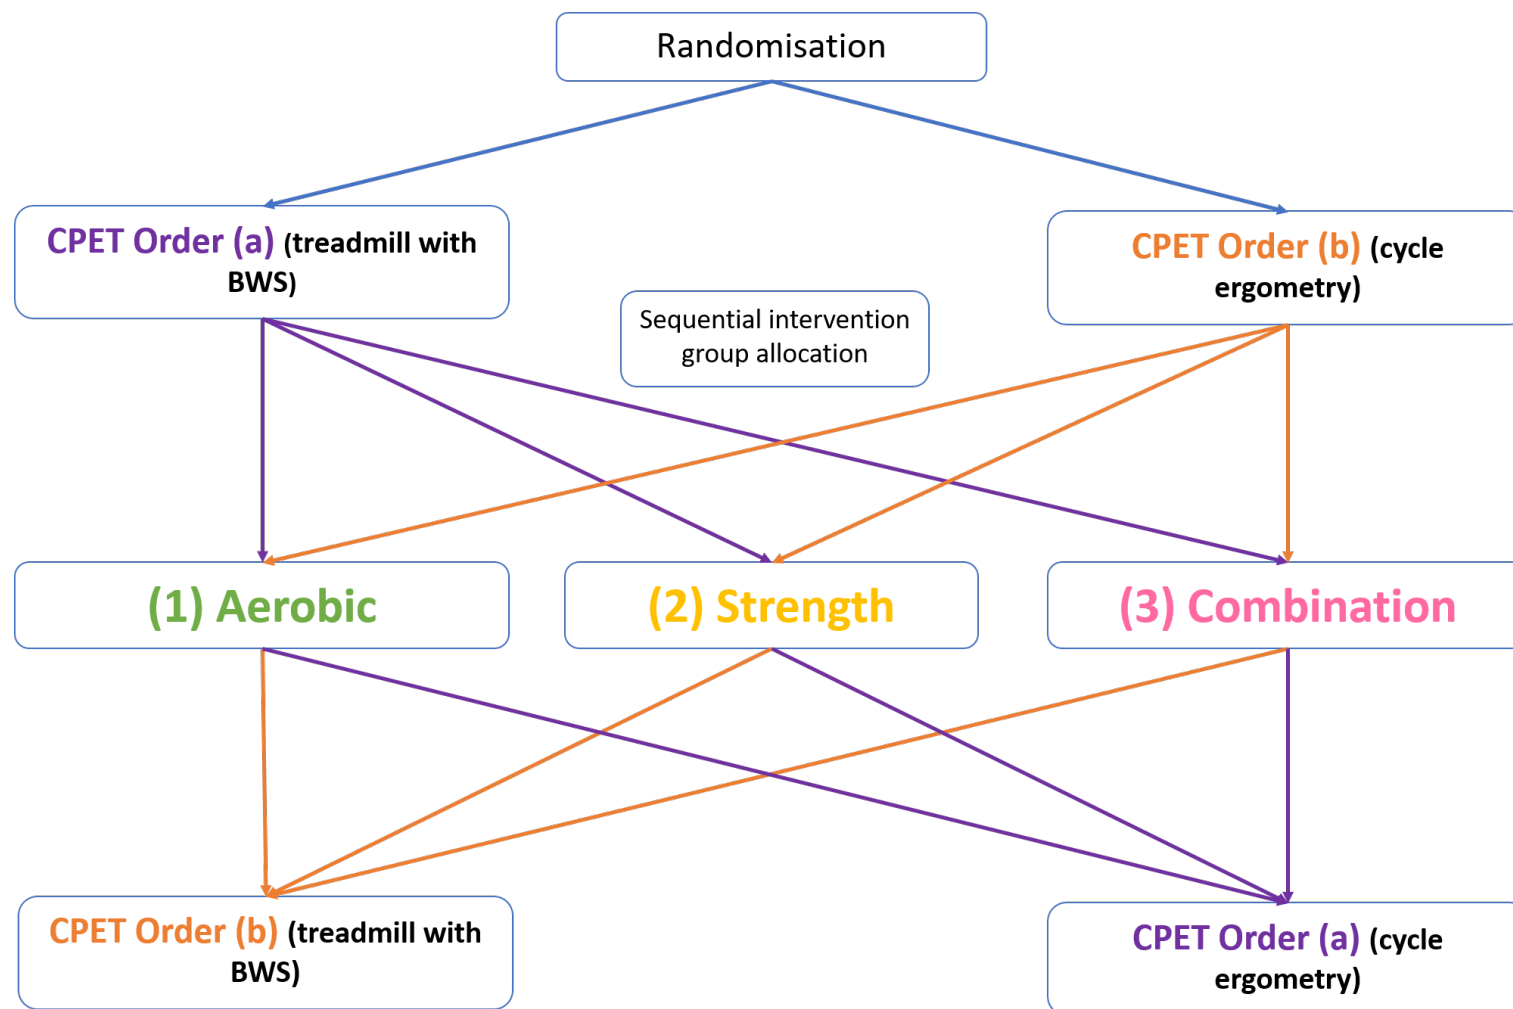 Randomisation
CPET Order (a) (treadmill with
BWS)
CPET Order (b) (cycle
ergometry)
Sequential intervention
group allocation
(1) Aerobic
(2) Strength
(3) Combination
CPET Order (b) (treadmill with
BWS)
CPET Order (a) (cycle
ergometry)